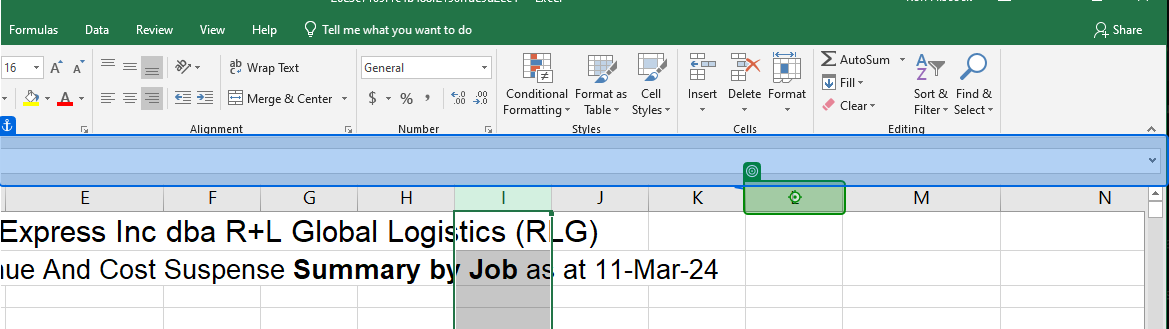 Formulas Data Review View Help Tell me what you want to do Share
16 A A ab Wrap Text General Conditional Formatting Format as Table Cell Styles Insert Delete Format AutoSum Fill Clear Sort & Filter Find & Select
A Merge & Center $ % , .00 .00
Alignment Number Styles Cells Editing
E F G H I J K M N
Express Inc dba R+L Global Logistics (RLG)
nue And Cost Suspense Summary by Job as at 11-Mar-24